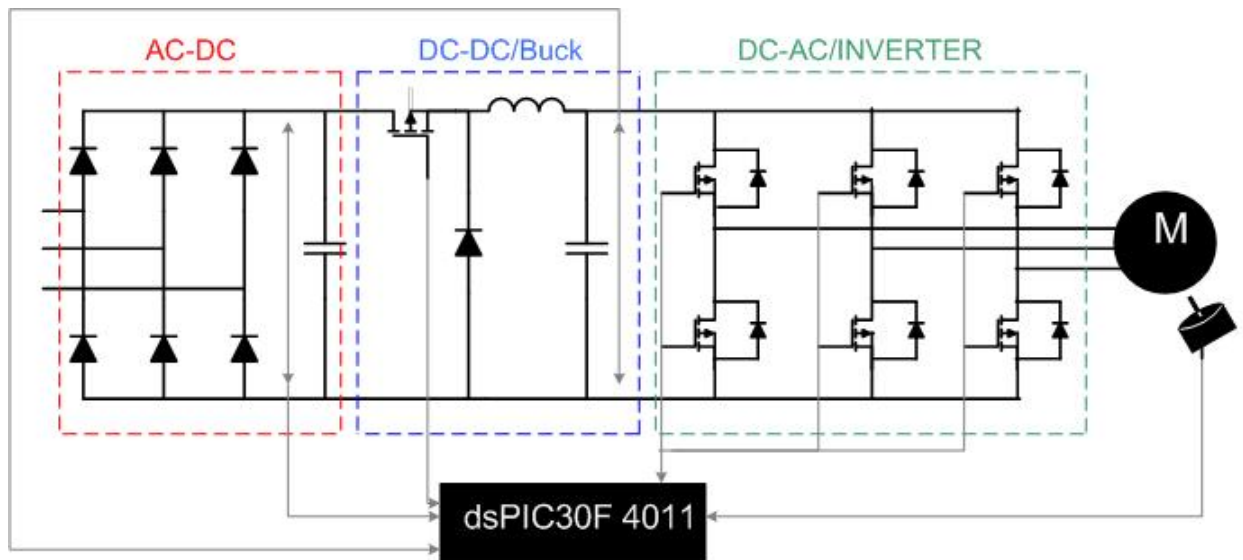 AC-DC
DC-DC/Buck
DC-AC/INVERTER
M
dsPIC30F 4011